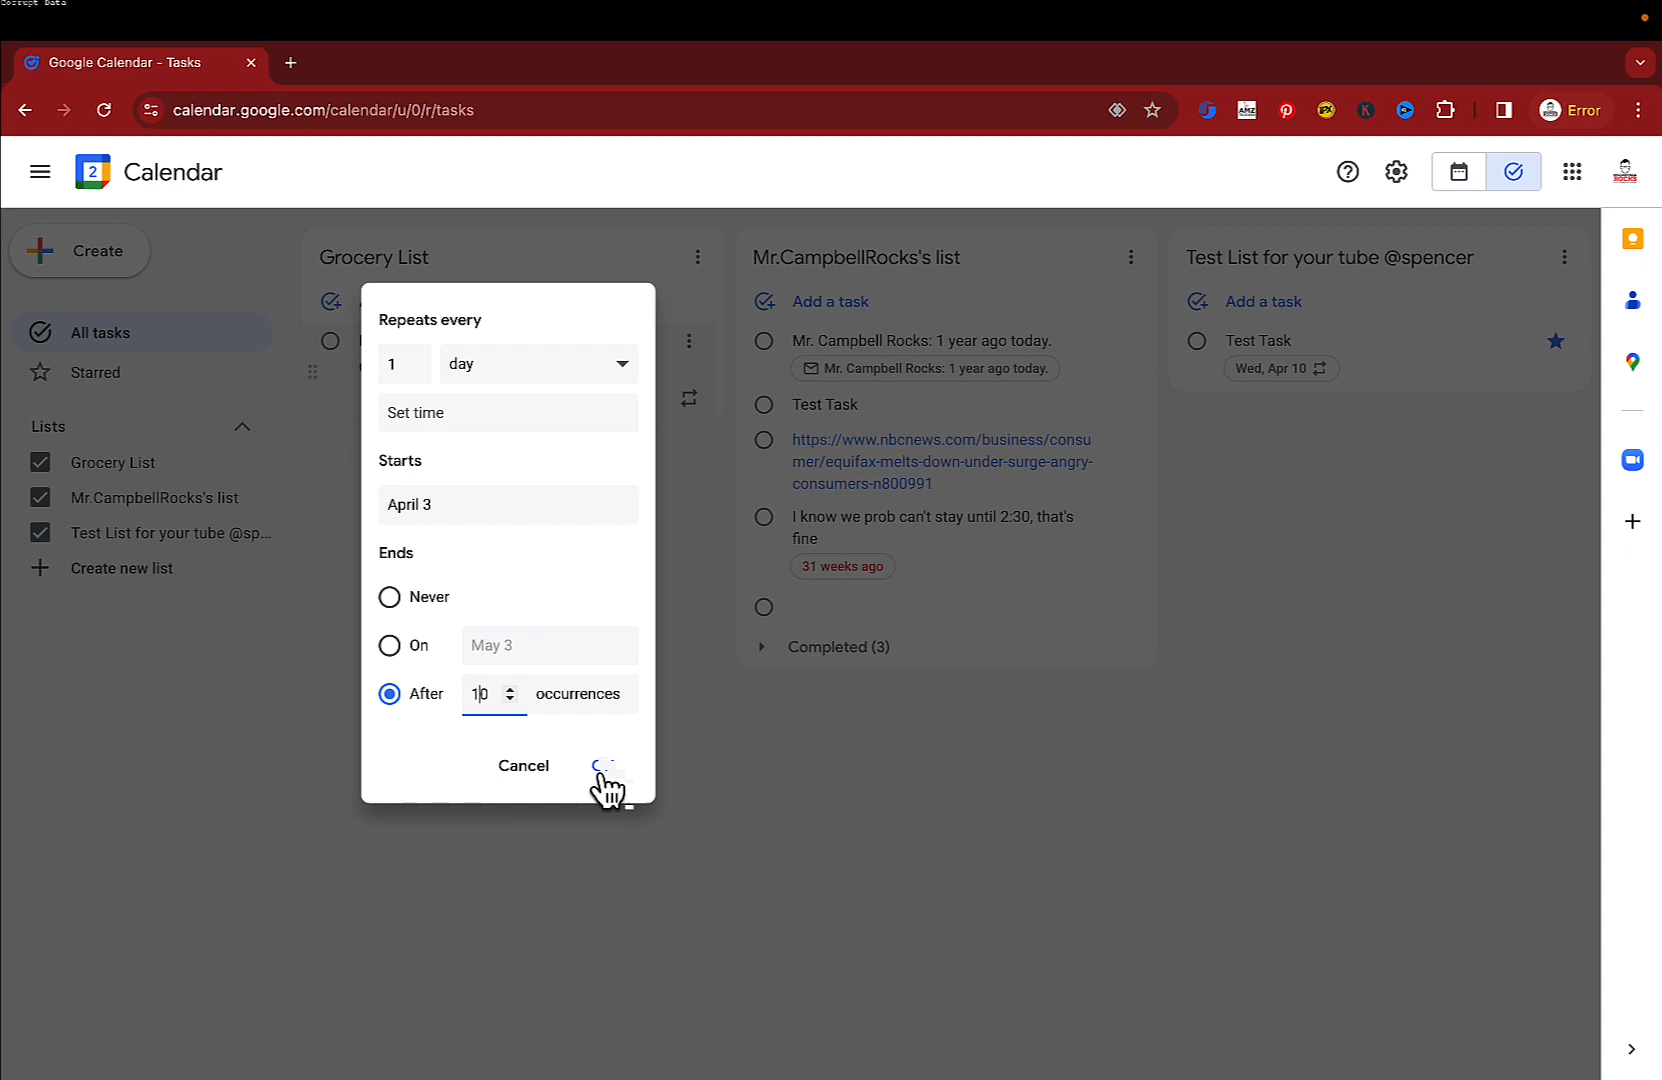 Corrupt Data
Google Calendar - Tasks
calendar.google.com/calendar/u/0/r/tasks
AMZ
K
Error
2
Calendar
ROCKS
Create
All tasks
Starred
Lists
Grocery List
Mr.CampbellRocks's list
Test List for your tube @sp...
Create new list
Grocery List
Repeats every
1 day
Set time
Starts
April 3
Ends
Never
On May 3
After 10 occurrences
Cancel
Mr.CampbellRocks's list
Add a task
Mr. Campbell Rocks: 1 year ago today.
Mr. Campbell Rocks: 1 year ago today.
Test Task
https://www.nbcnews.com/business/consu
mer/equifax-melts-down-under-surge-angry-
consumers-n800991
I know we prob can't stay until 2:30, that's
fine
31 weeks ago
Completed (3)
Test List for your tube @spencer
Add a task
Test Task
Wed, Apr 10